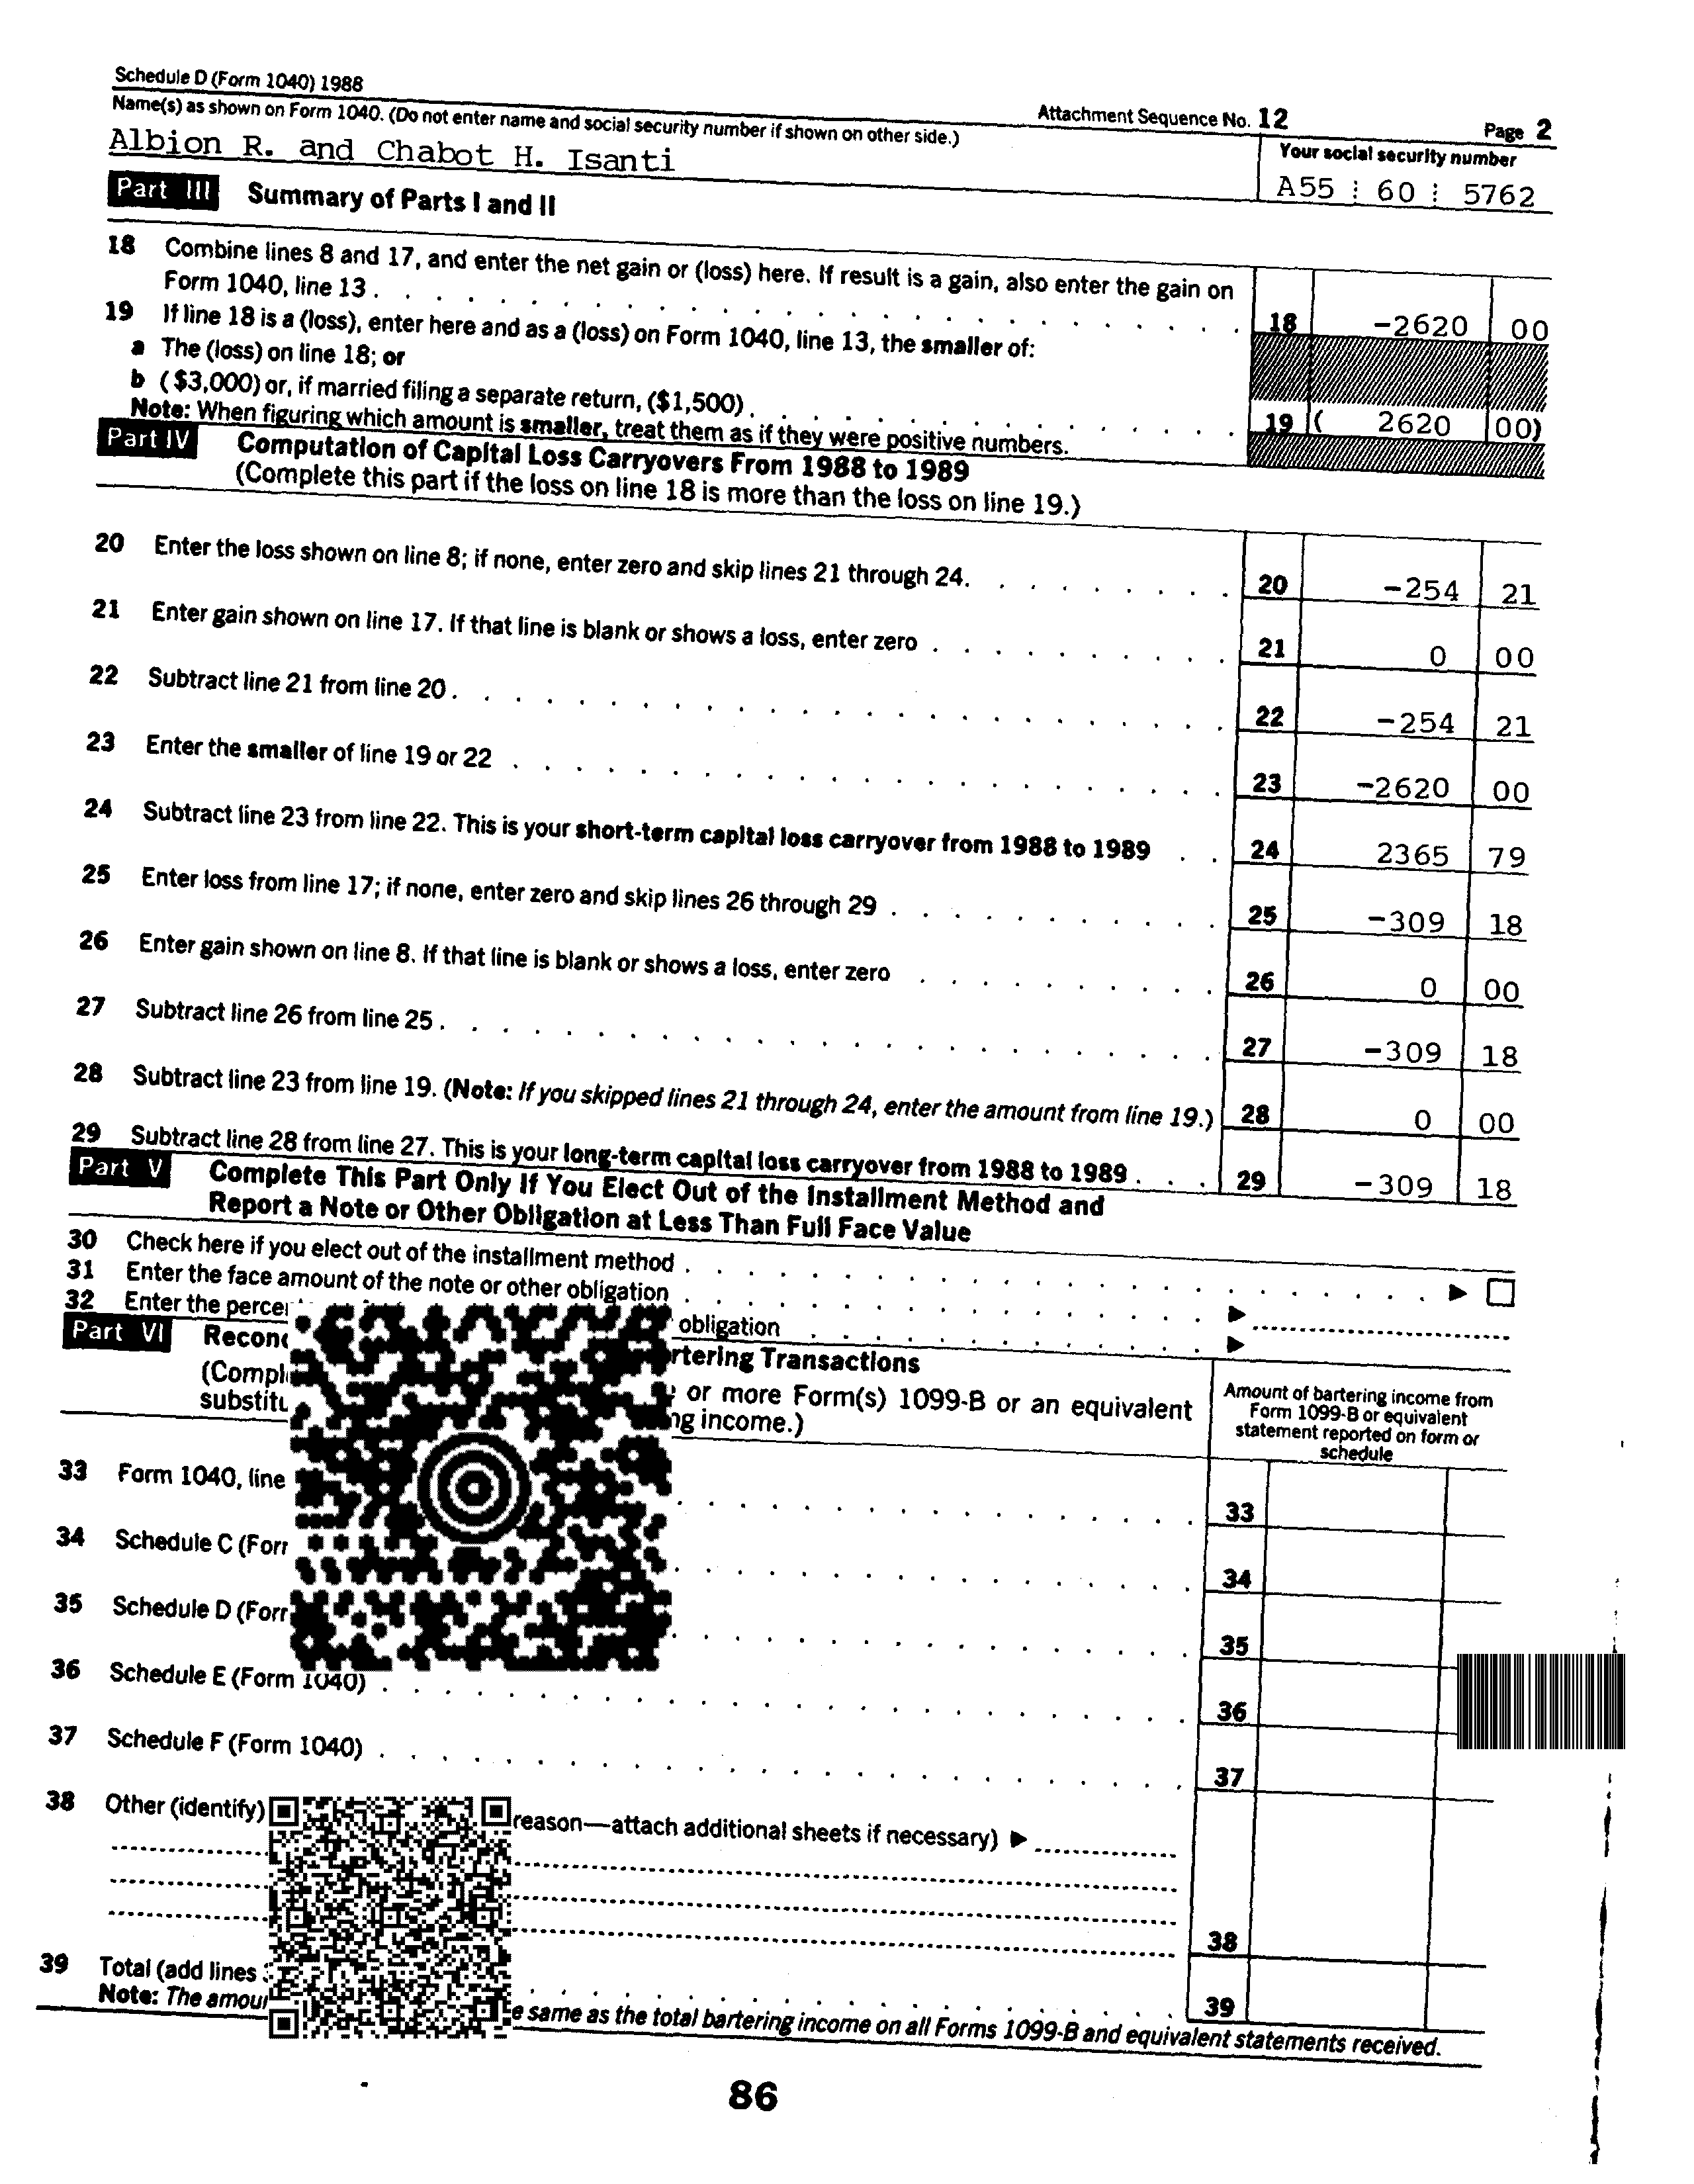 Schedule D (Form 1040) 1988
Attachment Sequence No. 12
Page 2
Name(s) as shown on Form 1040. (Do not enter name and social security number if shown on other side.)
Your social security number
Albion R. and Chabot H. Isanti
A55 60 5762
Part III Summary of Parts I and II
18 Combine lines 8 and 17, and enter the net gain or (loss) here. If result is a gain, also enter the gain on
Form 1040, line 13 . . . 18 -2620 00
19 If line 18 is a (loss), enter here and as a (loss) on Form 1040, line 13, the smaller of:
a The (loss) on line 18; or
b ($3,000) or, if married filing a separate return, ($1,500) . . . 19 ( 2620 00)
Note: When figuring which amount is smaller, treat them as if they were positive numbers.
Part IV Computation of Capital Loss Carryovers From 1988 to 1989
(Complete this part if the loss on line 18 is more than the loss on line 19.)
20 Enter the loss shown on line 8; if none, enter zero and skip lines 21 through 24. . . . 20 -254 21
21 Enter gain shown on line 17. If that line is blank or shows a loss, enter zero . . . 21 0 00
22 Subtract line 21 from line 20 . . . 22 -254 21
23 Enter the smaller of line 19 or 22 . . . 23 -2620 00
24 Subtract line 23 from line 22. This is your short-term capital loss carryover from 1988 to 1989 . . 24 2365 79
25 Enter loss from line 17; if none, enter zero and skip lines 26 through 29 . . . 25 -309 18
26 Enter gain shown on line 8. If that line is blank or shows a loss, enter zero . . . 26 0 00
27 Subtract line 26 from line 25 . . . 27 -309 18
28 Subtract line 23 from line 19. (Note: If you skipped lines 21 through 24, enter the amount from line 19.) 28 0 00
29 Subtract line 28 from line 27. This is your long-term capital loss carryover from 1988 to 1989 . . . 29 -309 18
Part V Complete This Part Only If You Elect Out of the Installment Method and
Report a Note or Other Obligation at Less Than Full Face Value
30 Check here if you elect out of the installment method . . . ▶ ☐
31 Enter the face amount of the note or other obligation . . . ▶
32 Enter the obligation . . . ▶
Part VI Transactions
or more Form(s) 1099-B or an equivalent
income.)
Amount of bartering income from
Form 1099-B or equivalent
statement reported on form or
schedule
33 Form 1040, line . . . 33
34 Schedule C . . . 34
35 Schedule D . . . 35
36 Schedule E (Form 1040) . . . 36
37 Schedule F (Form 1040) . . . 37
38 Other (identify) reason—attach additional sheets if necessary) ▶
38
39 Total (add lines . . . 39
Note: The same as the total bartering income on all Forms 1099-B and equivalent statements received.
86